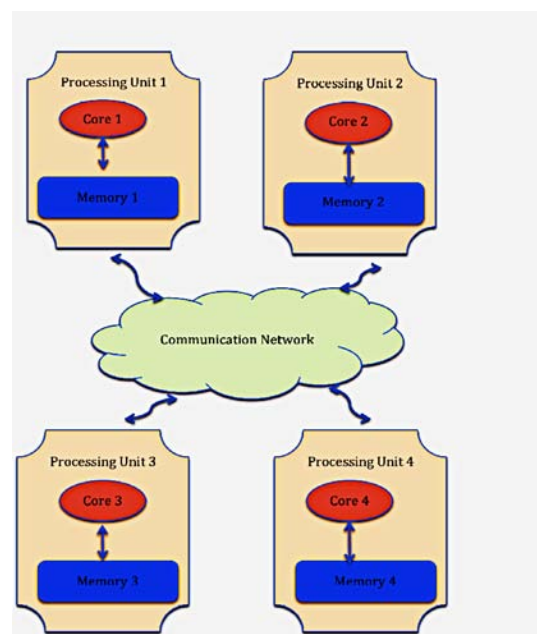 Processing Unit 1
Core 1
Memory 1
Processing Unit 2
Core 2
Memory 2
Communication Network
Processing Unit 3
Core 3
Memory 3
Processing Unit 4
Core 4
Memory 4